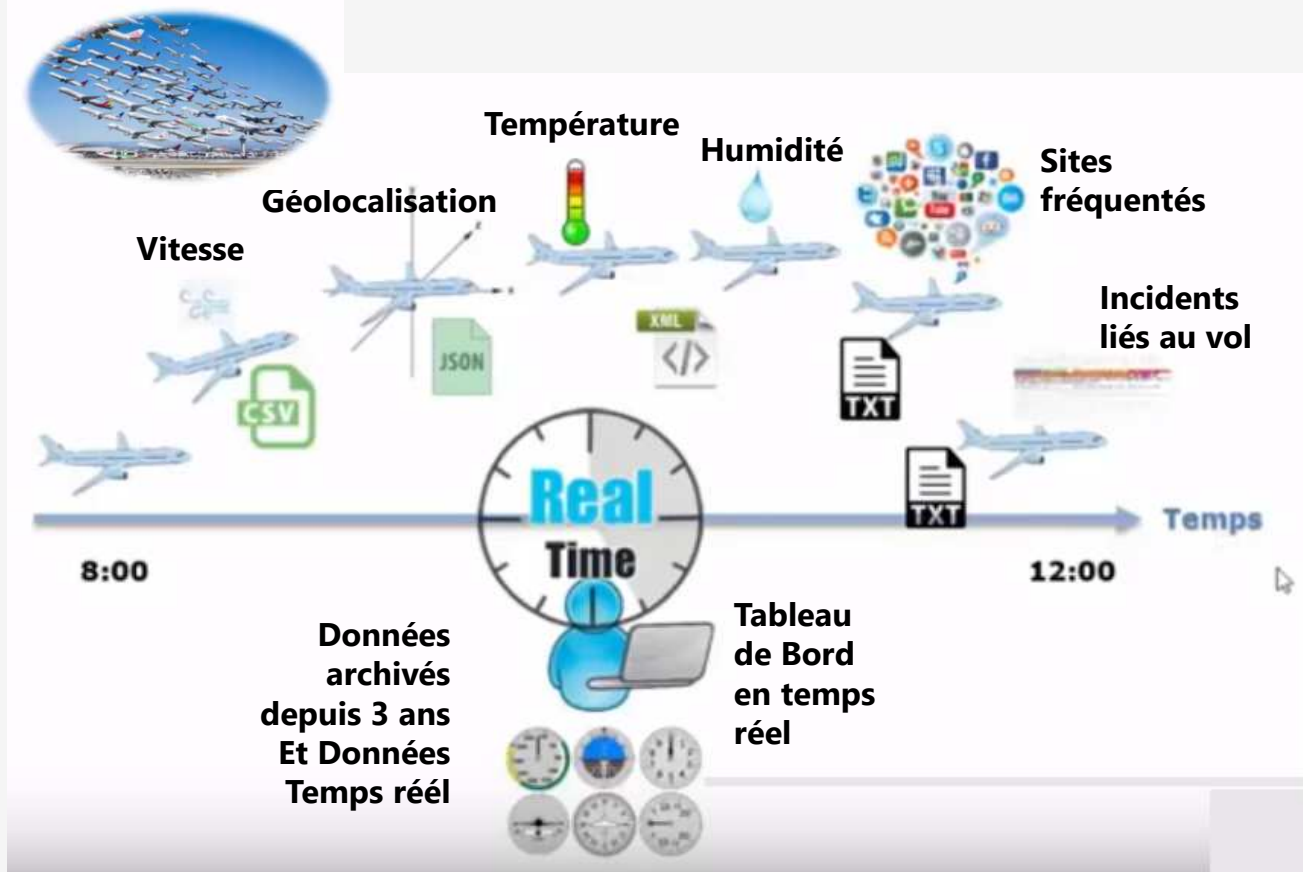 Température
Humidité
Sites
fréquentés
Géolocalisation
Vitesse
Incidents
liés au vol
XML
JSON
CSV
TXT
TXT
Real
Time
Temps
8:00
12:00
Données
archivés
depuis 3 ans
Et Données
Temps réél
Tableau
de Bord
en temps
réel